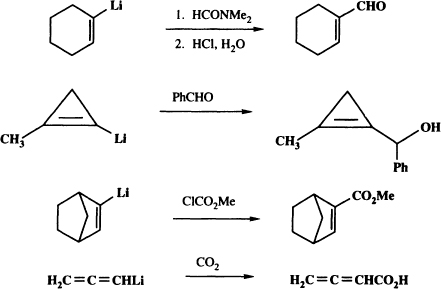 Li
1. HCONMe₂
2. HCl, H₂O
CHO
CH₃
Li
PhCHO
CH₃
OH
Ph
Li
ClCO₂Me
CO₂Me
H₂C=C=CHLi
CO₂
H₂C=C=CHCO₂H